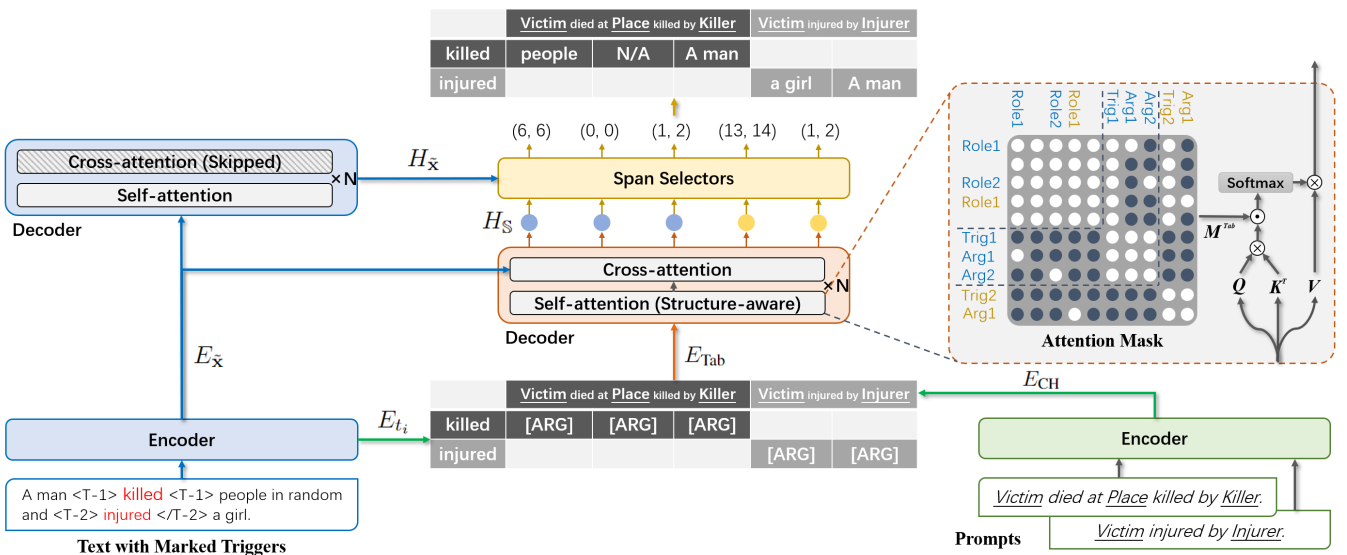 Victim died at Place killed by Killer Victim injured by Injurer
killed people N/A A man
injured a girl A man
(6, 6) (0, 0) (1, 2) (13, 14) (1, 2)
Cross-attention (Skipped)
Self-attention
×N
Decoder
H_x̃
Span Selectors
H_𝕊
Cross-attention
Self-attention (Structure-aware)
×N
Decoder
E_x̃
E_Tab
Role1 Role2 Role1 Trig1 Arg1 Arg2 Trig2 Arg1
Role1
Role2
Role1
Trig1
Arg1
Arg2
Trig2
Arg1
Attention Mask
Softmax
M^Tab
Q K^T V
E_CH
Victim died at Place killed by Killer Victim injured by Injurer
killed [ARG] [ARG] [ARG]
injured [ARG] [ARG]
Encoder
E_{t_i}
A man <T-1> killed <T-1> people in random
and <T-2> injured </T-2> a girl.
Text with Marked Triggers
Encoder
Victim died at Place killed by Killer.
Victim injured by Injurer.
Prompts